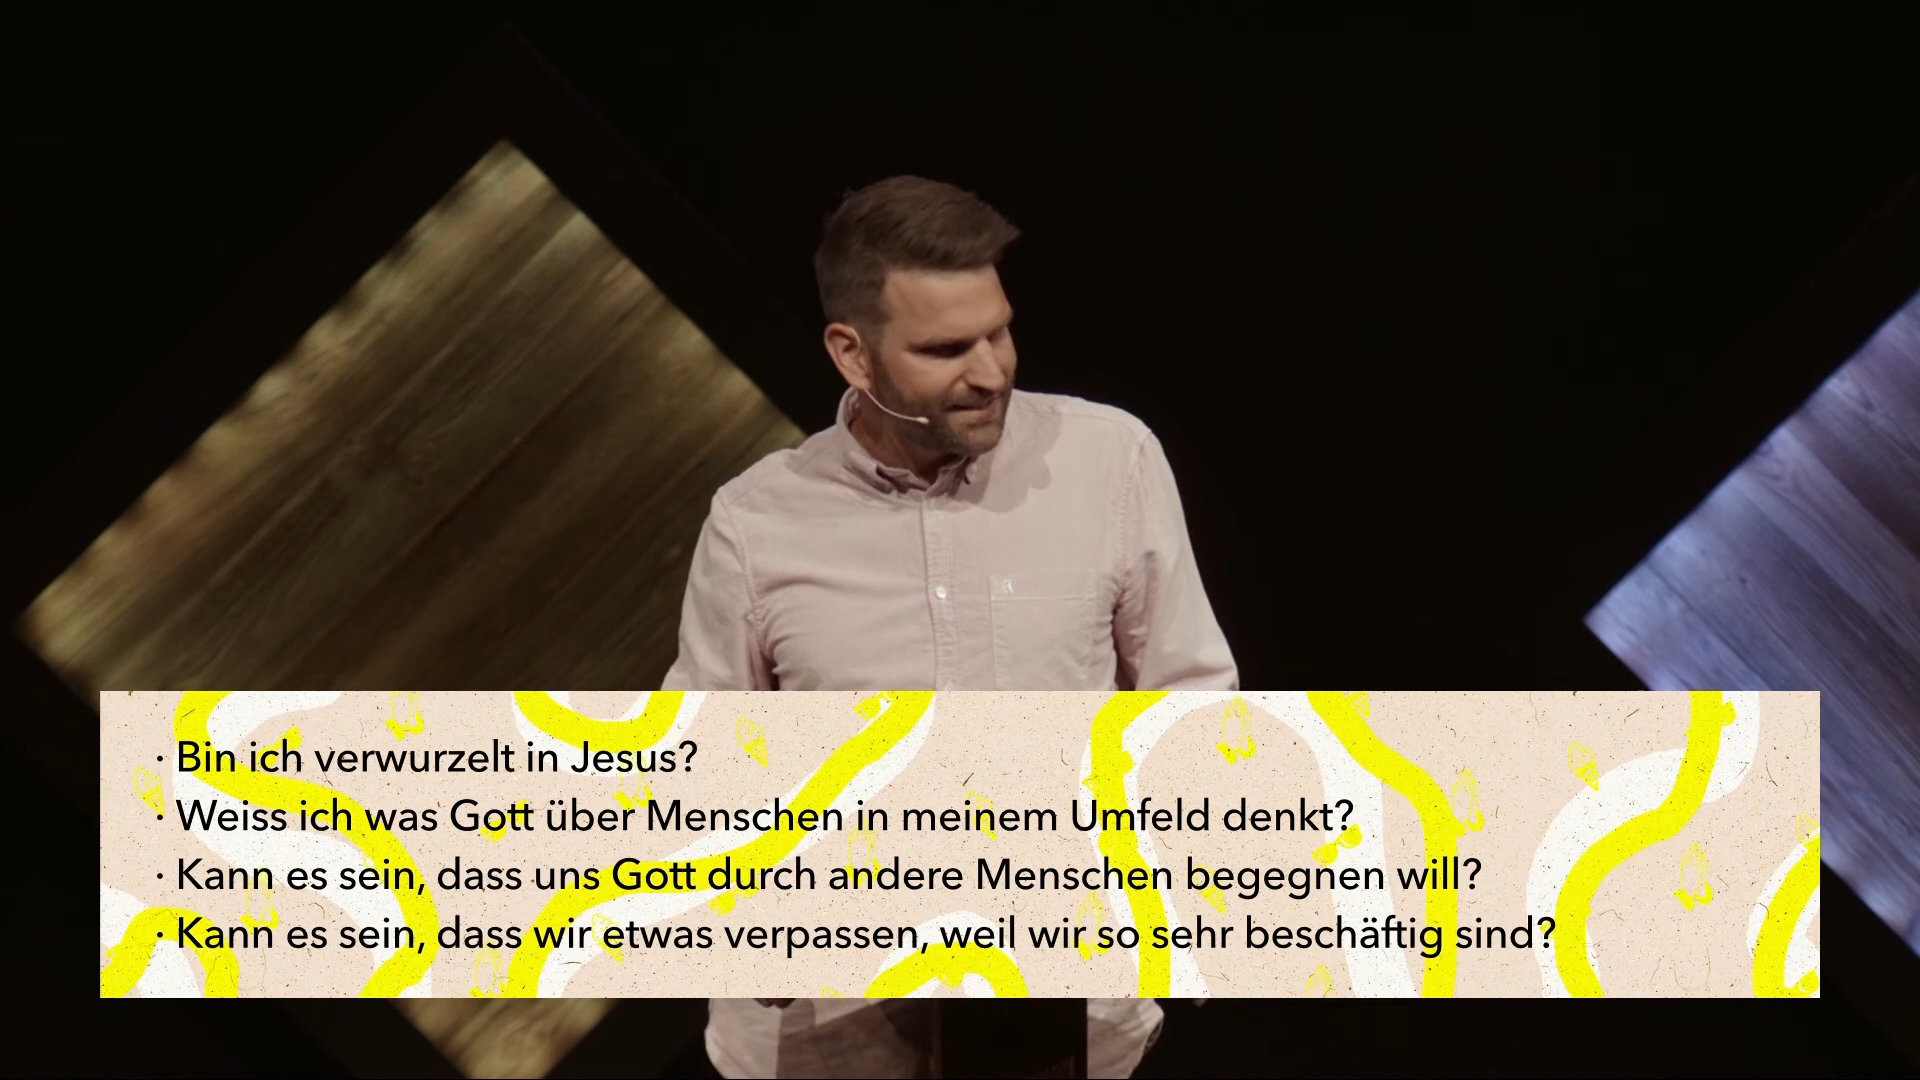 · Bin ich verwurzelt in Jesus?
· Weiss ich was Gott über Menschen in meinem Umfeld denkt?
· Kann es sein, dass uns Gott durch andere Menschen begegnen will?
· Kann es sein, dass wir etwas verpassen, weil wir so sehr beschäftig sind?